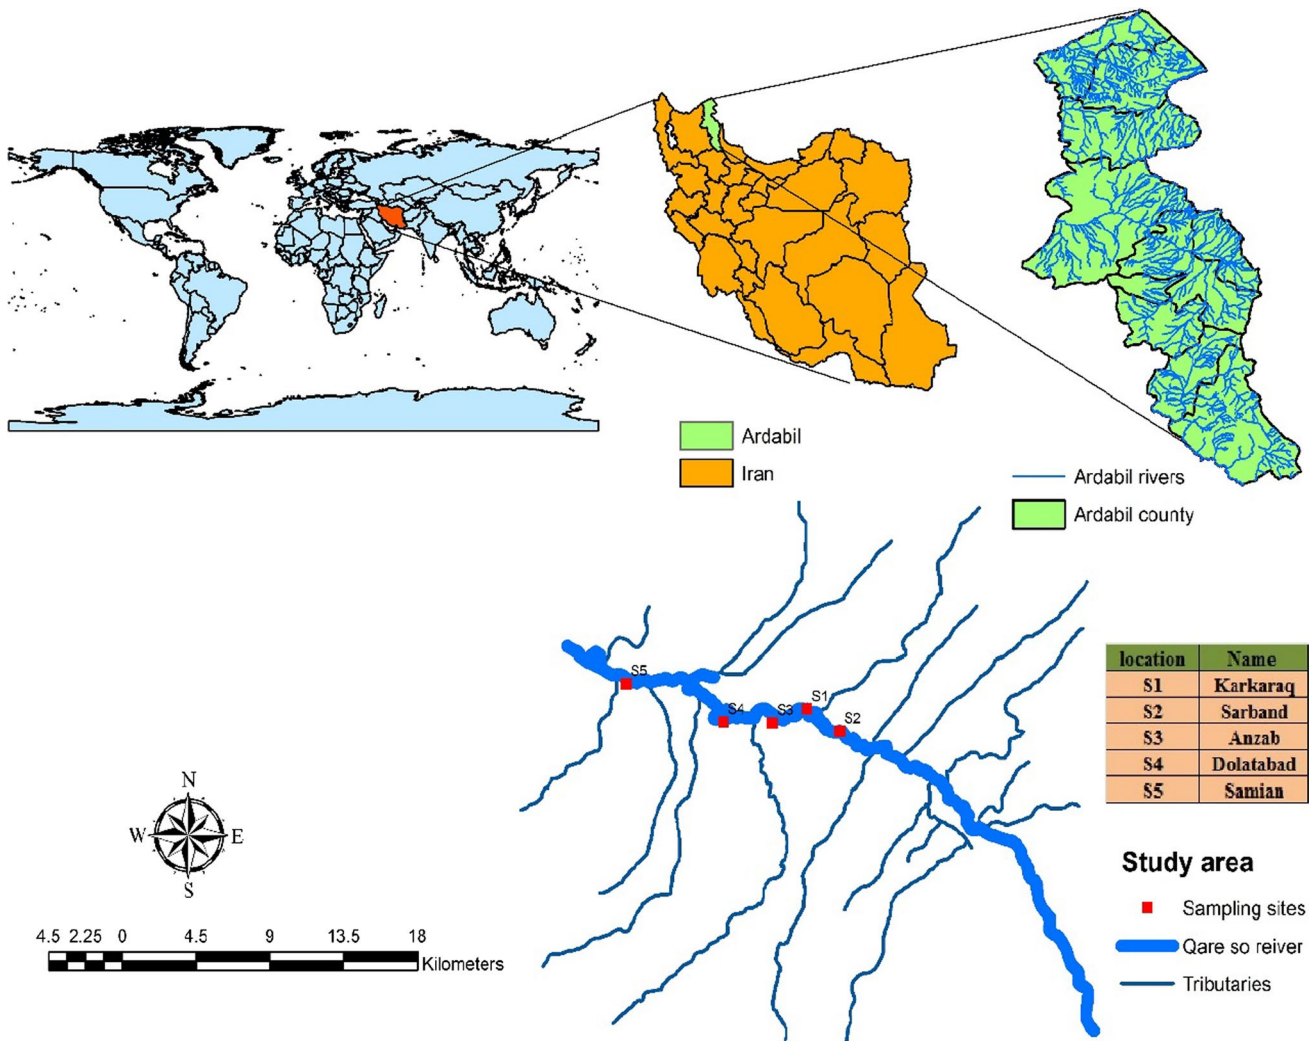 Ardabil
Iran
Ardabil rivers
Ardabil county
S5
S4
S3
S1
S2
location Name
S1 Karkaraq
S2 Sarband
S3 Anzab
S4 Dolatabad
S5 Samian
N
W E
S
4.5 2.25 0 4.5 9 13.5 18
Kilometers
Study area
Sampling sites
Qare so reiver
Tributaries